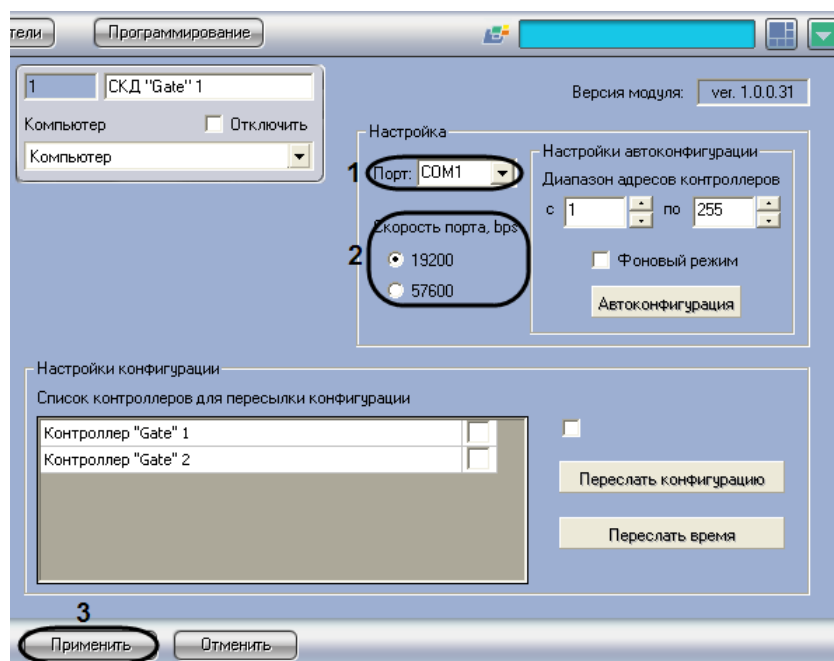 тели Программирование
1 СКД "Gate" 1
Версия модуля: ver. 1.0.0.31
Компьютер Отключить
Компьютер
Настройка
1 Порт: COM1
Настройки автоконфигурации
Диапазон адресов контроллеров
с 1 по 255
Скорость порта, bps
2 19200
57600
Фоновый режим
Автоконфигурация
Настройки конфигурации
Список контроллеров для пересылки конфигурации
Контроллер "Gate" 1
Контроллер "Gate" 2
Переслать конфигурацию
Переслать время
3
Применить Отменить